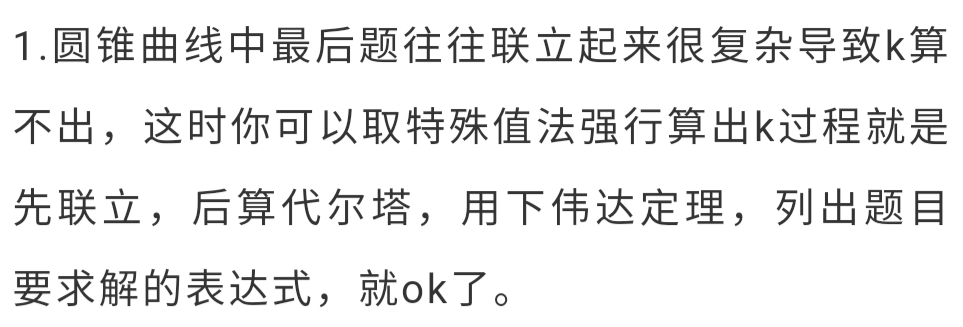 1.圆锥曲线中最后题往往联立起来很复杂导致k算
不出，这时你可以取特殊值法强行算出k过程就是
先联立，后算代尔塔，用下伟达定理，列出题目
要求解的表达式，就ok了。